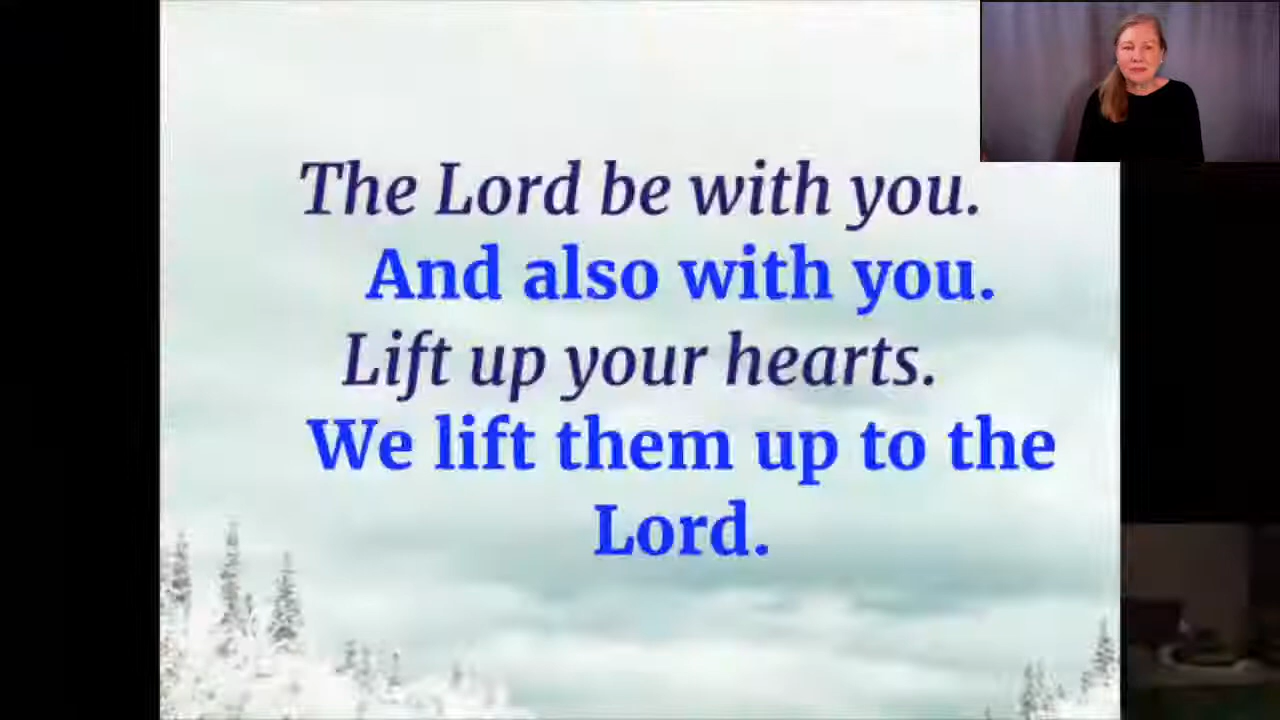 The Lord be with you.
And also with you.
Lift up your hearts.
We lift them up to the
Lord.